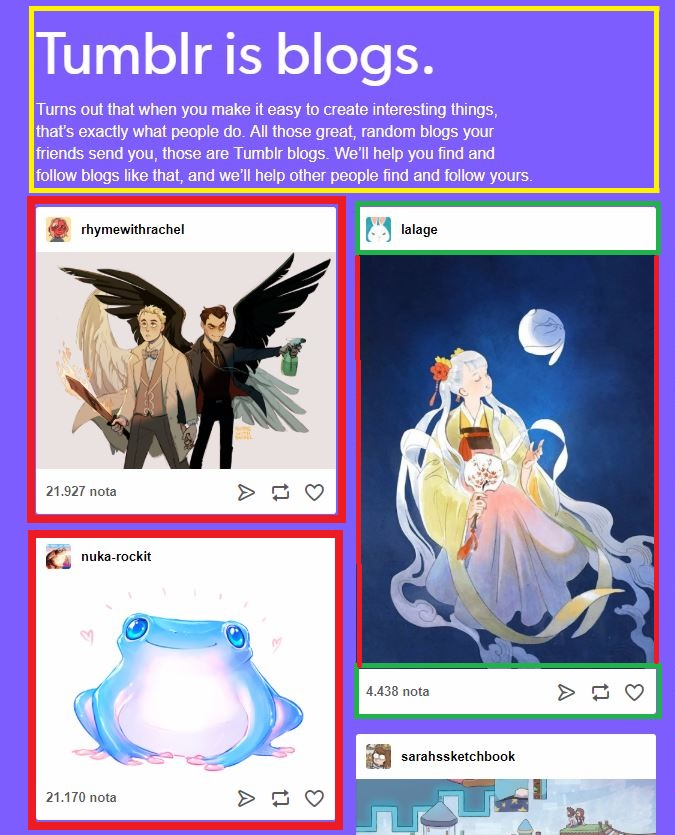 Tumblr is blogs.
Turns out that when you make it easy to create interesting things,
that’s exactly what people do. All those great, random blogs your
friends send you, those are Tumblr blogs. We’ll help you find and
follow blogs like that, and we’ll help other people find and follow yours.
rhymewithrachel
21.927 nota
nuka-rockit
21.170 nota
lalage
4.438 nota
sarahssketchbook